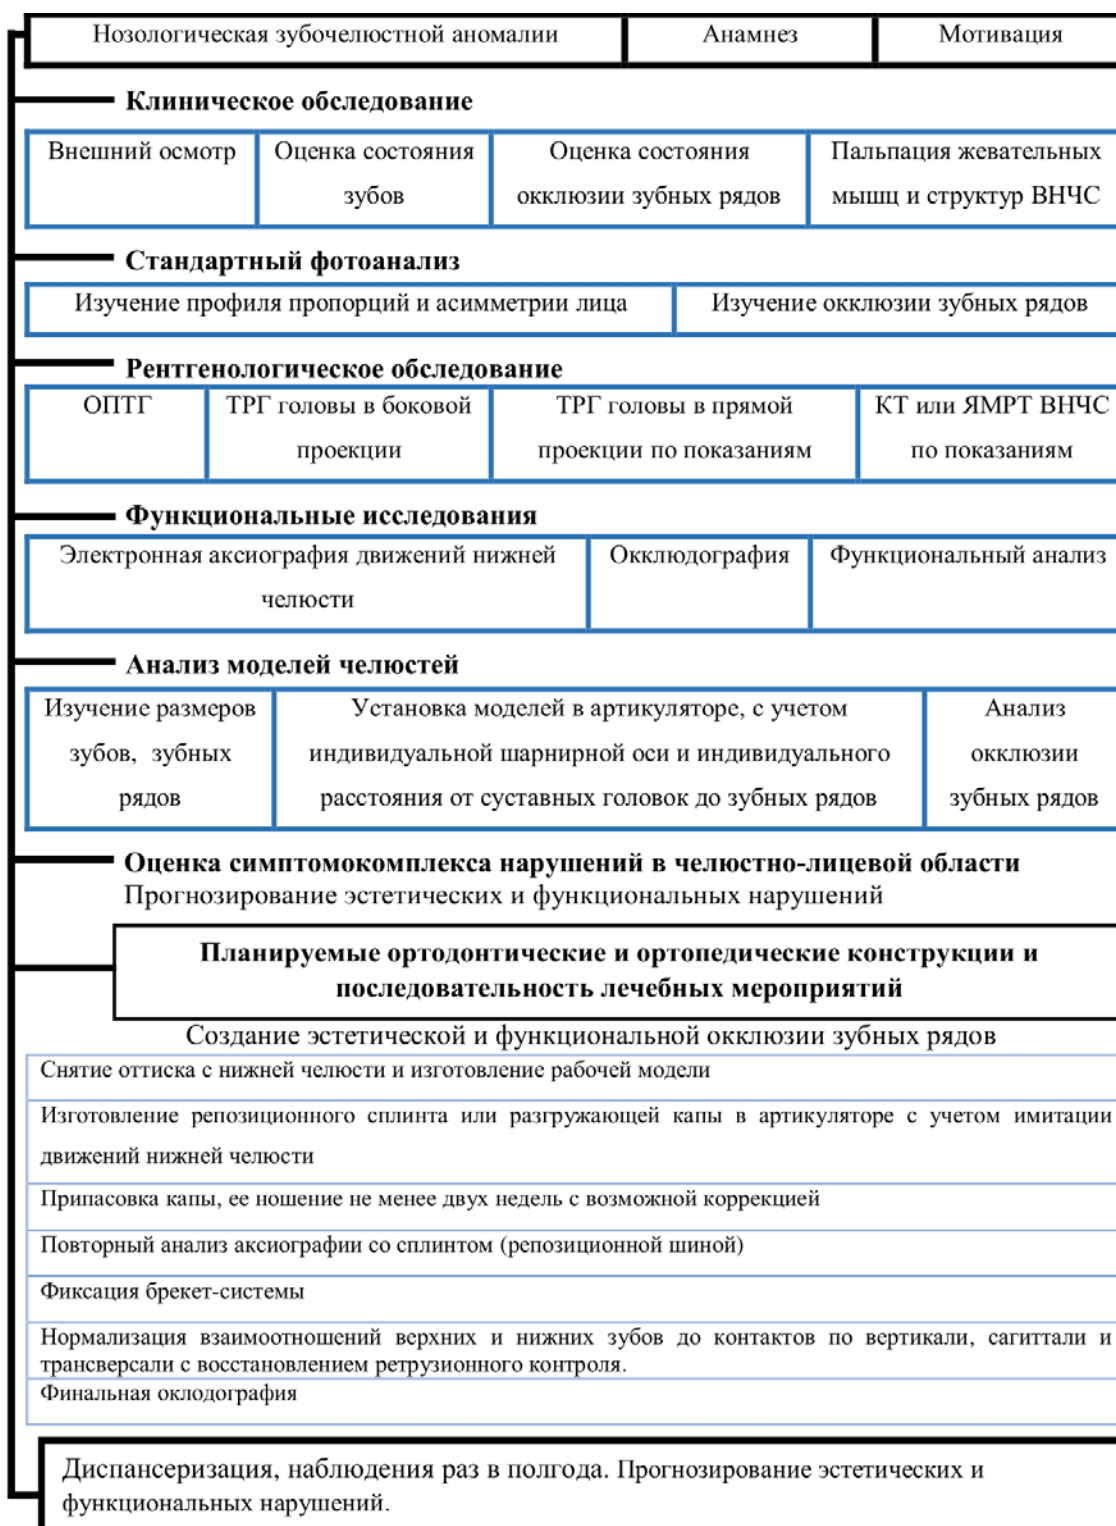 Нозологическая зубочелюстной аномалии Анамнез Мотивация
Клиническое обследование
Внешний осмотр Оценка состояния Оценка состояния Пальпация жевательных
зубов окклюзии зубных рядов мышц и структур ВНЧС
Стандартный фотоанализ
Изучение профиля пропорций и асимметрии лица Изучение окклюзии зубных рядов
Рентгенологическое обследование
ОПТГ ТРГ головы в боковой ТРГ головы в прямой КТ или ЯМРТ ВНЧС
проекции проекции по показаниям по показаниям
Функциональные исследования
Электронная аксиография движений нижней Окклюдография Функциональный анализ
челюсти
Анализ моделей челюстей
Изучение размеров Установка моделей в артикуляторе, с учетом Анализ
зубов, зубных индивидуальной шарнирной оси и индивидуального окклюзии
рядов расстояния от суставных головок до зубных рядов зубных рядов
Оценка симптомокомплекса нарушений в челюстно-лицевой области
Прогнозирование эстетических и функциональных нарушений
Планируемые ортодонтические и ортопедические конструкции и
последовательность лечебных мероприятий
Создание эстетической и функциональной окклюзии зубных рядов
Снятие оттиска с нижней челюсти и изготовление рабочей модели
Изготовление репозиционного сплинта или разгружающей капы в артикуляторе с учетом имитации
движений нижней челюсти
Припасовка капы, ее ношение не менее двух недель с возможной коррекцией
Повторный анализ аксиографии со сплинтом (репозиционной шиной)
Фиксация брекет-системы
Нормализация взаимоотношений верхних и нижних зубов до контактов по вертикали, сагиттали и
трансверсали с восстановлением ретрузионного контроля.
Финальная оклодография
Диспансеризация, наблюдения раз в полгода. Прогнозирование эстетических и
функциональных нарушений.